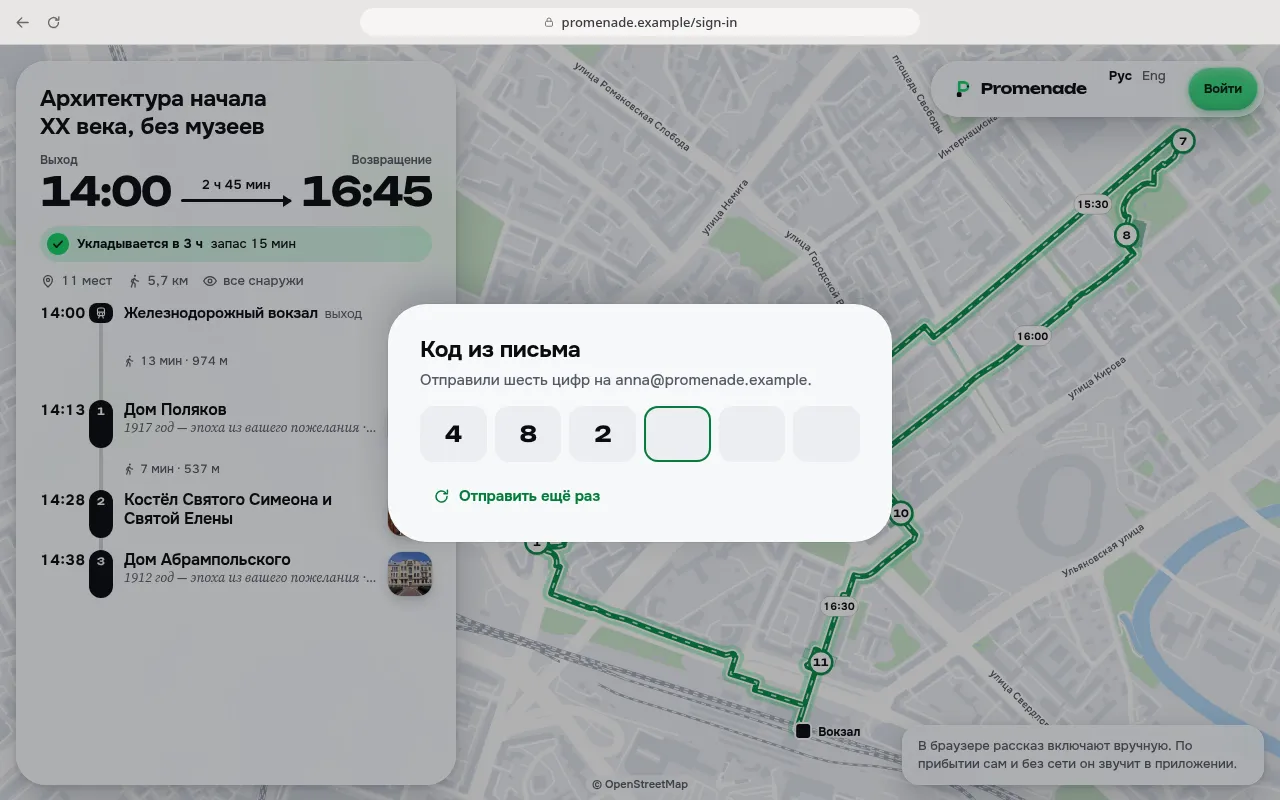 promenade.example/sign-in
Архитектура начала
XX века, без музеев
Выход
Возвращение
14:00
2 ч 45 мин
16:45
Укладывается в 3 ч запас 15 мин
11 мест
5,7 км
все снаружи
14:00
Железнодорожный вокзал выход
13 мин · 974 м
14:13
1
Дом Поляков
1917 год — эпоха из вашего пожелания ·…
7 мин · 537 м
14:28
2
Костёл Святого Симеона и
Святой Елены
14:38
3
Дом Абрампольского
1912 год — эпоха из вашего пожелания ·…
Promenade
Рус
Eng
Войти
улица Романовская Слобода
площадь Свободы
улица Немига
7
15:30
8
16:00
улица Кирова
Код из письма
Отправили шесть цифр на anna@promenade.example.
4
8
2
Отправить ещё раз
10
1
Ульяновская улица
16:30
11
Вокзал
В браузере рассказ включают вручную. По
прибытии сам и без сети он звучит в приложении.
© OpenStreetMap